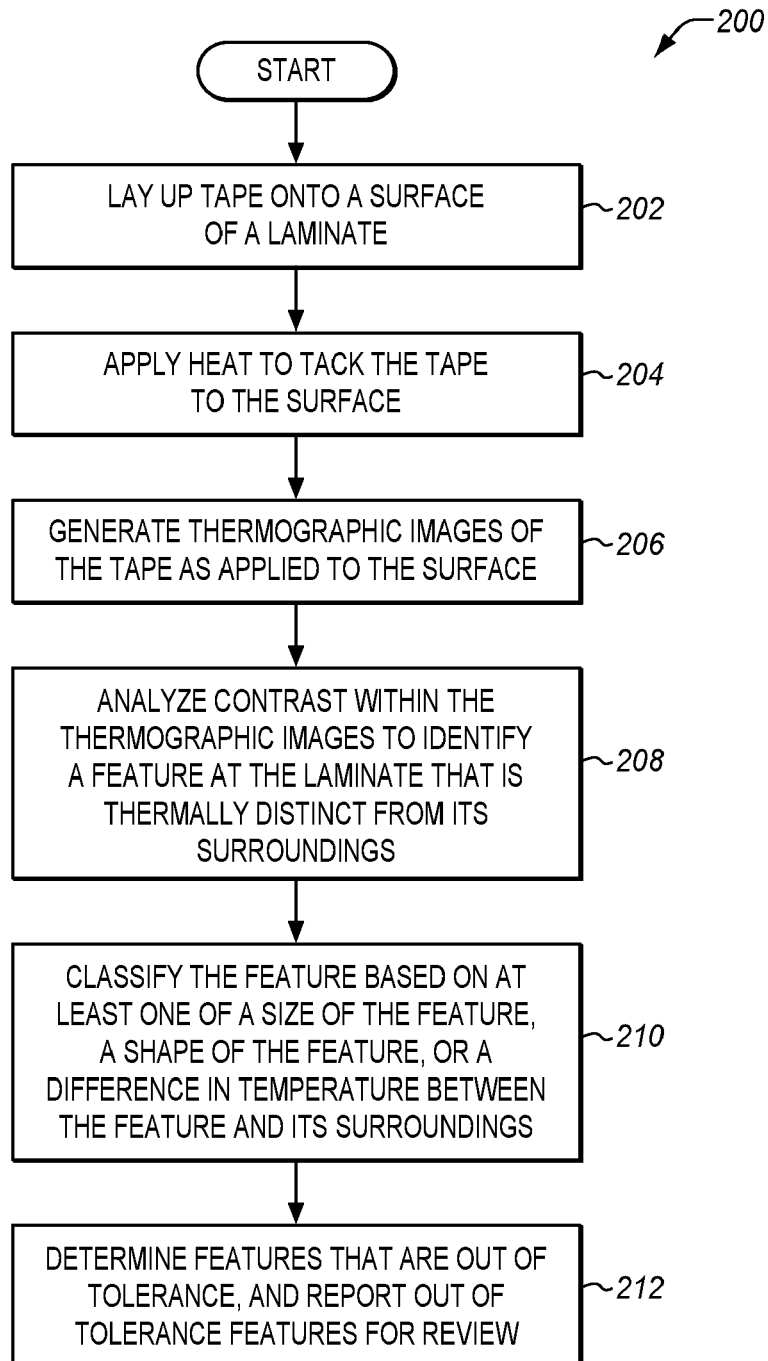 200
START
LAY UP TAPE ONTO A SURFACE
OF A LAMINATE
202
APPLY HEAT TO TACK THE TAPE
TO THE SURFACE
204
GENERATE THERMOGRAPHIC IMAGES OF
THE TAPE AS APPLIED TO THE SURFACE
206
ANALYZE CONTRAST WITHIN THE
THERMOGRAPHIC IMAGES TO IDENTIFY
A FEATURE AT THE LAMINATE THAT IS
THERMALLY DISTINCT FROM ITS
SURROUNDINGS
208
CLASSIFY THE FEATURE BASED ON AT
LEAST ONE OF A SIZE OF THE FEATURE,
A SHAPE OF THE FEATURE, OR A
DIFFERENCE IN TEMPERATURE BETWEEN
THE FEATURE AND ITS SURROUNDINGS
210
DETERMINE FEATURES THAT ARE OUT OF
TOLERANCE, AND REPORT OUT OF
TOLERANCE FEATURES FOR REVIEW
212